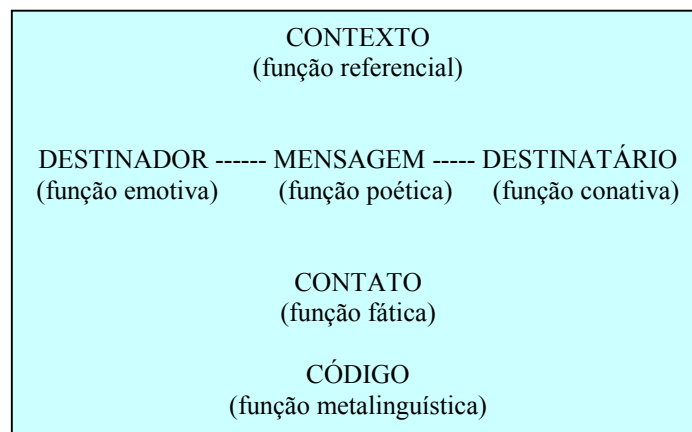 CONTEXTO
(função referencial)
DESTINADOR ------ MENSAGEM ----- DESTINATÁRIO
(função emotiva) (função poética) (função conativa)
CONTATO
(função fática)
CÓDIGO
(função metalinguística)